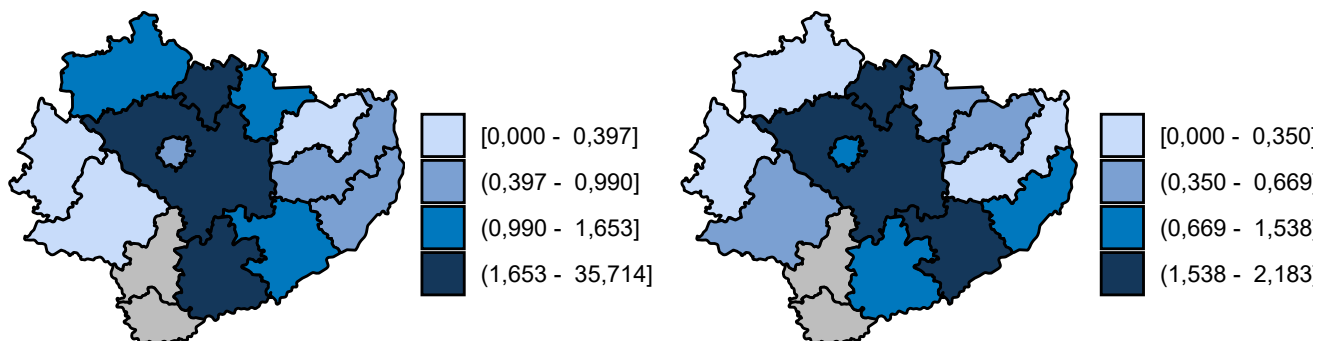 [0,000 - 0,397]
(0,397 - 0,990]
(0,990 - 1,653]
(1,653 - 35,714]
[0,000 - 0,350]
(0,350 - 0,669]
(0,669 - 1,538]
(1,538 - 2,183]